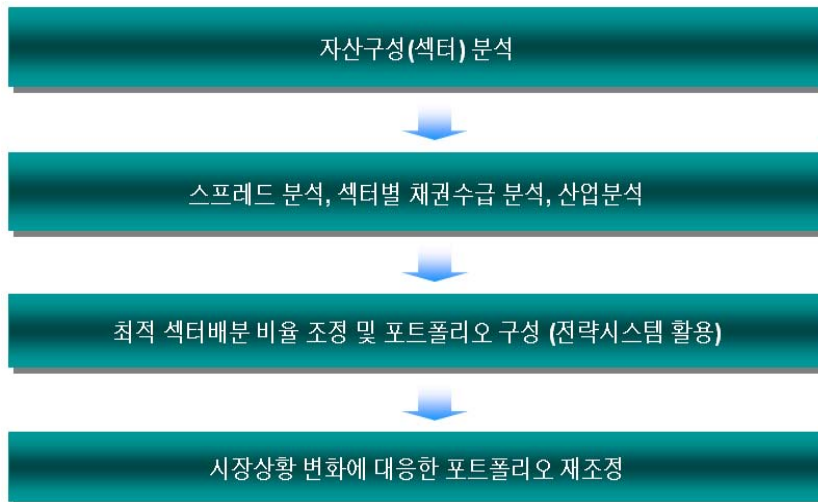 자산구성(섹터) 분석
스프레드 분석, 섹터별 채권수급 분석, 산업분석
최적 섹터배분 비율 조정 및 포트폴리오 구성 (전략시스템 활용)
시장상황 변화에 대응한 포트폴리오 재조정